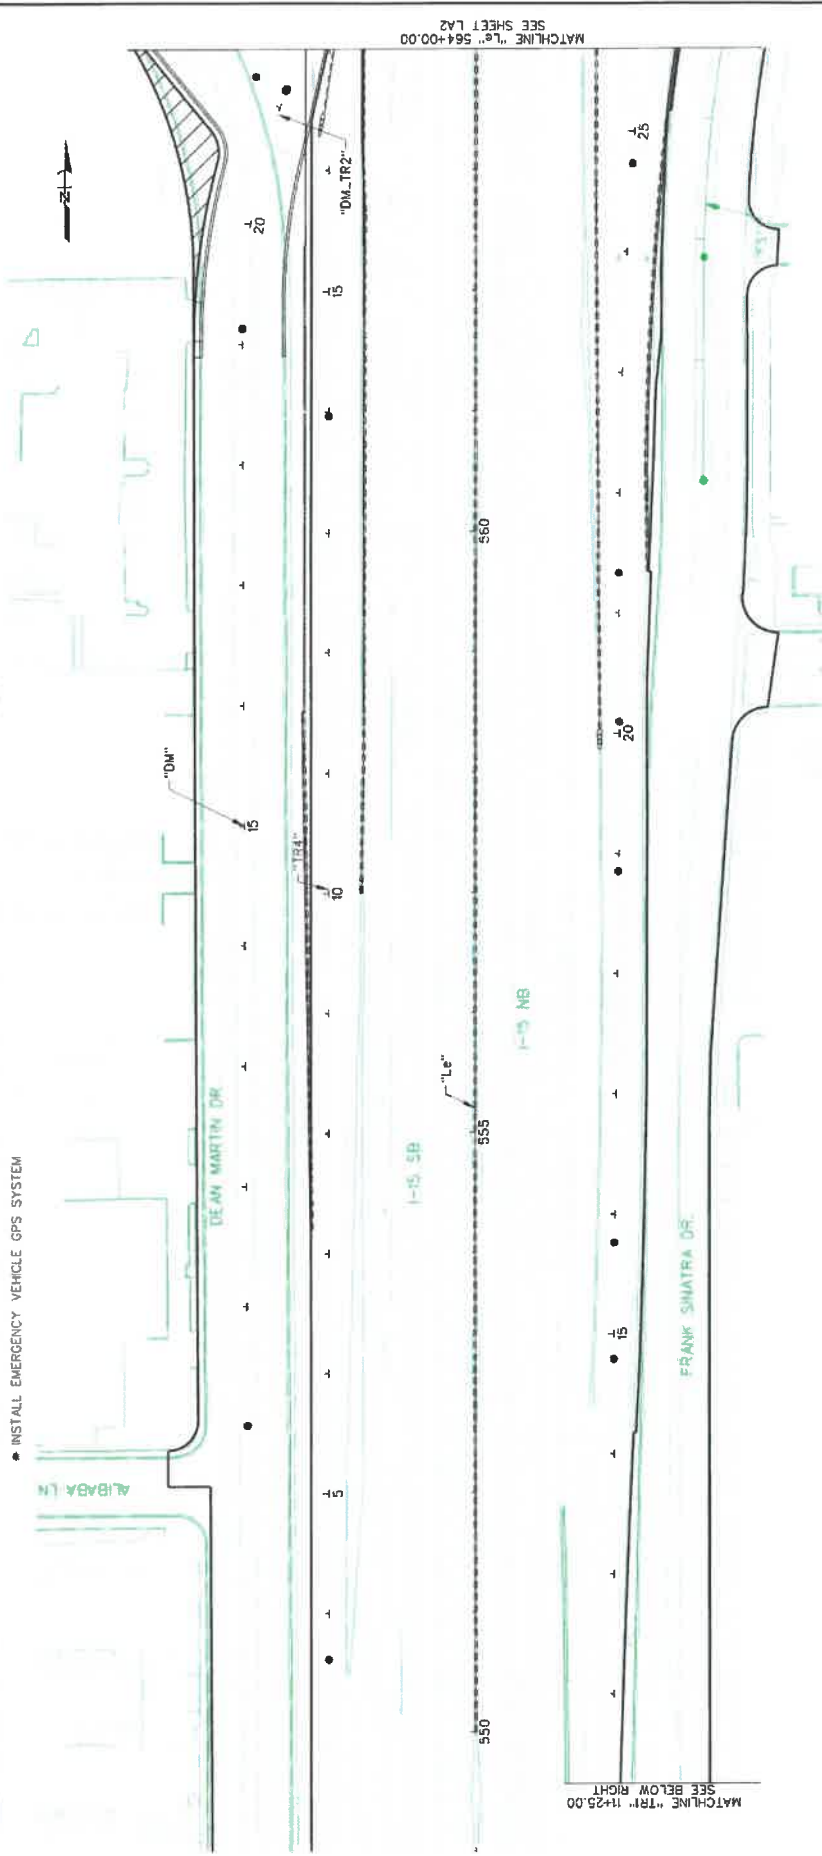 MATCHLINE "Le" 564+00.00
SEE SHEET LA2
N
"DM_TR2"
25
20
15
560
"DM"
15
20
"TR4"
10
I-15 NB
"Le"
555
DEAN MARTIN DR
I-15 SB
● INSTALL EMERGENCY VEHICLE GPS SYSTEM
FRANK SINATRA DR.
15
ALIBABA LN
5
550
MATCHLINE "TR1" 11+25.00
SEE BELOW RIGHT